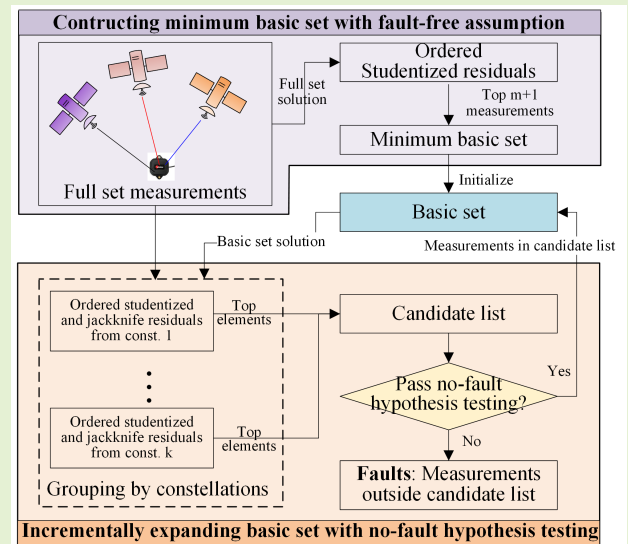 Contructing minimum basic set with fault-free assumption
Full set
solution
Ordered
Studentized residuals
Top m+1
measurements
Minimum basic set
Full set measurements
Initialize
Basic set
Basic set solution
Measurements in candidate list
Ordered studentized
and jackknife residuals
from const. 1
Top
elements
Candidate list
Yes
Pass no-fault
hypothesis testing?
Ordered studentized
and jackknife residuals
from const. k
Top
elements
No
Faults: Measurements
outside candidate list
Grouping by constellations
Incrementally expanding basic set with no-fault hypothesis testing